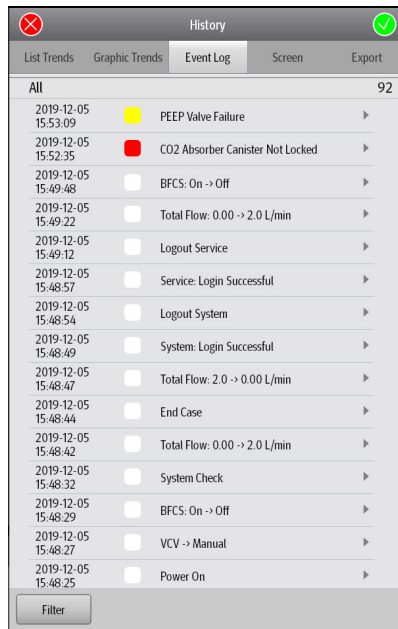 History
List Trends Graphic Trends Event Log Screen Export
All 92
2019-12-05
15:53:09
PEEP Valve Failure
2019-12-05
15:52:35
CO2 Absorber Canister Not Locked
2019-12-05
15:49:48
BFCS: On -> Off
2019-12-05
15:49:22
Total Flow: 0.00 -> 2.0 L/min
2019-12-05
15:49:12
Logout Service
2019-12-05
15:48:57
Service: Login Successful
2019-12-05
15:48:54
Logout System
2019-12-05
15:48:49
System: Login Successful
2019-12-05
15:48:47
Total Flow: 2.0 -> 0.00 L/min
2019-12-05
15:48:44
End Case
2019-12-05
15:48:42
Total Flow: 0.00 -> 2.0 L/min
2019-12-05
15:48:32
System Check
2019-12-05
15:48:29
BFCS: On -> Off
2019-12-05
15:48:27
VCV -> Manual
2019-12-05
15:48:25
Power On
Filter